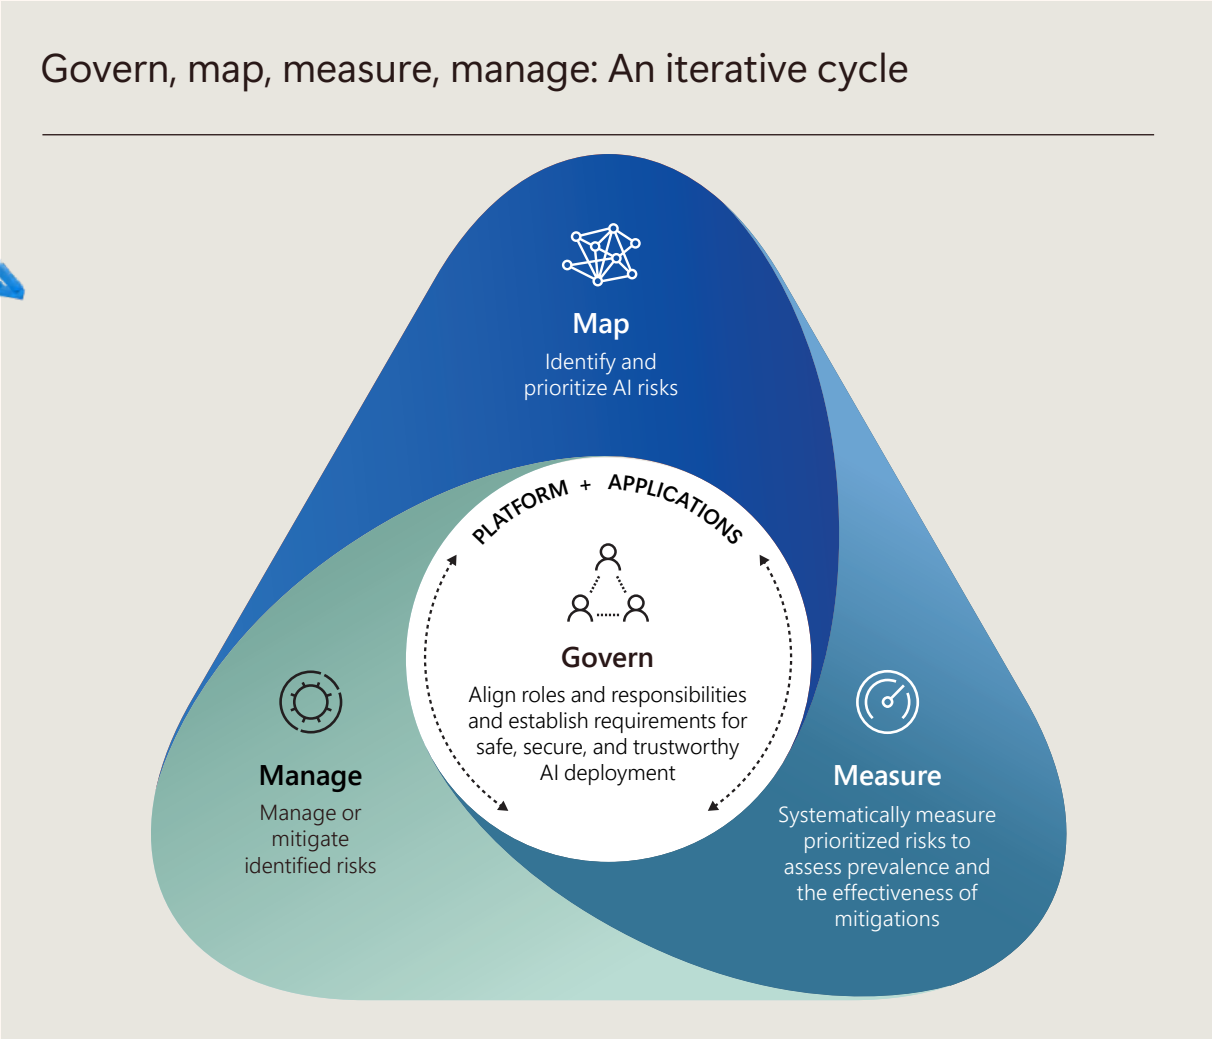 Govern, map, measure, manage: An iterative cycle
Map
Identify and
prioritize AI risks
PLATFORM + APPLICATIONS
Govern
Align roles and responsibilities
and establish requirements for
safe, secure, and trustworthy
AI deployment
Manage
Manage or
mitigate
identified risks
Measure
Systematically measure
prioritized risks to
assess prevalence and
the effectiveness of
mitigations